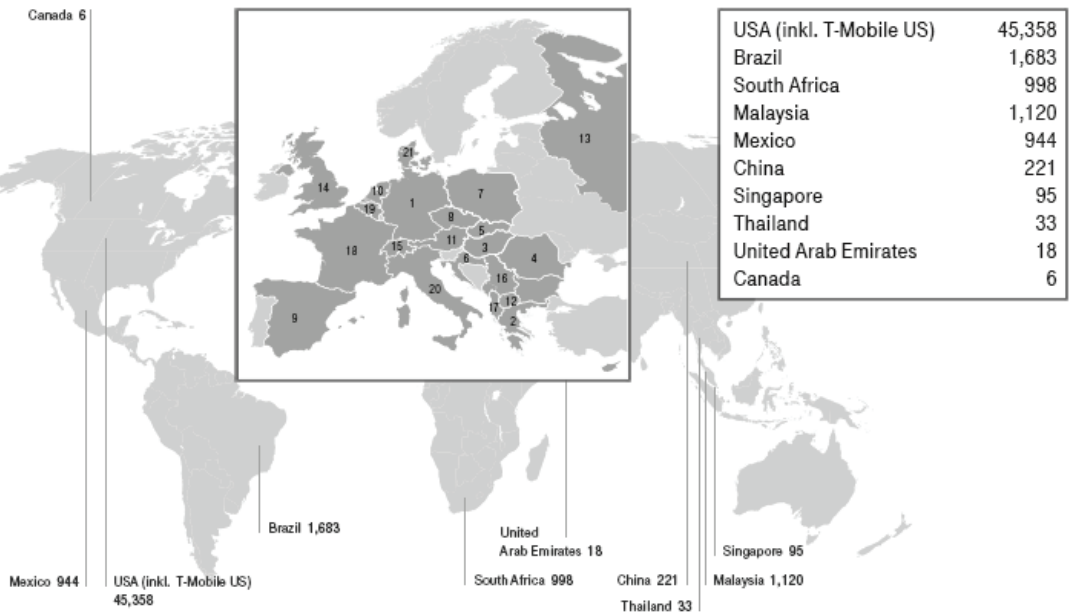 Canada 6
USA (inkl. T-Mobile US) 45,358
Brazil 1,683
South Africa 998
Malaysia 1,120
Mexico 944
China 221
Singapore 95
Thailand 33
United Arab Emirates 18
Canada 6
13
21
14
10
7
19
1
8
5
18
15
11
3
6
4
16
20
17
12
9
2
Brazil 1,683
United
Arab Emirates 18
Singapore 95
Mexico 944
USA (inkl. T-Mobile US)
45,358
South Africa 998
China 221
Malaysia 1,120
Thailand 33